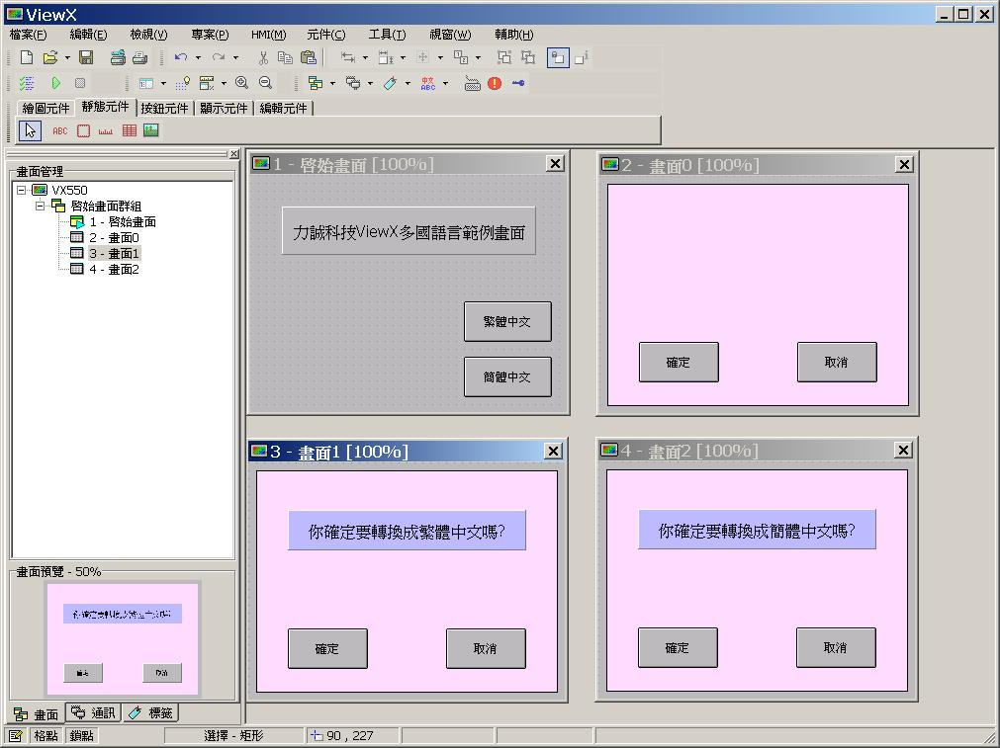 ViewX
檔案(F) 編輯(E) 檢視(V) 專案(P) HMI(M) 元件(C) 工具(T) 視窗(W) 輔助(H)
中文
ABC
繪圖元件 靜態元件 按鈕元件 顯示元件 編輯元件
ABC
畫面管理
VX550
啓始畫面群組
1 - 啓始畫面
2 - 畫面0
3 - 畫面1
4 - 畫面2
1 - 啓始畫面 [100%]
力誠科技ViewX多國語言範例畫面
繁體中文
簡體中文
2 - 畫面0 [100%]
確定 取消
3 - 畫面1 [100%]
你確定要轉換成繁體中文嗎?
確定 取消
4 - 畫面2 [100%]
你確定要轉換成簡體中文嗎?
確定 取消
畫面預覽 - 50%
畫面 通訊 標籤
格點 鎖點 選擇 - 矩形 90 , 227